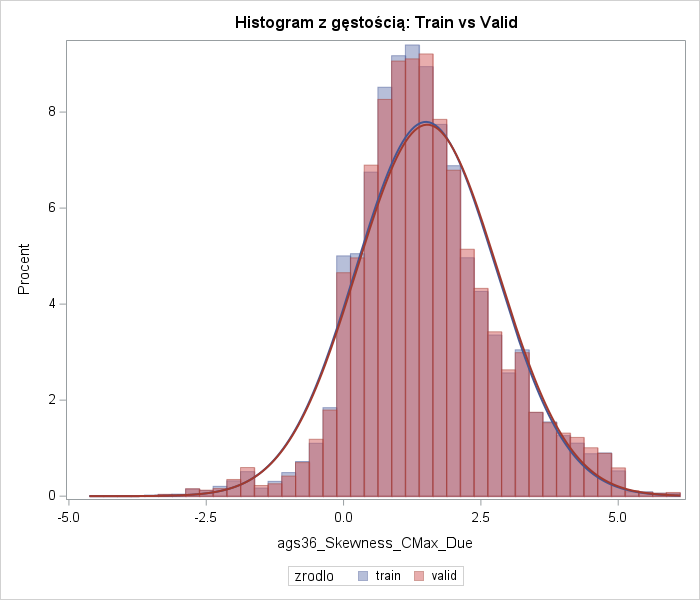 Histogram z gęstością: Train vs Valid
Procent
8
6
4
2
0
-5.0 -2.5 0.0 2.5 5.0
ags36_Skewness_CMax_Due
zrodlo train valid